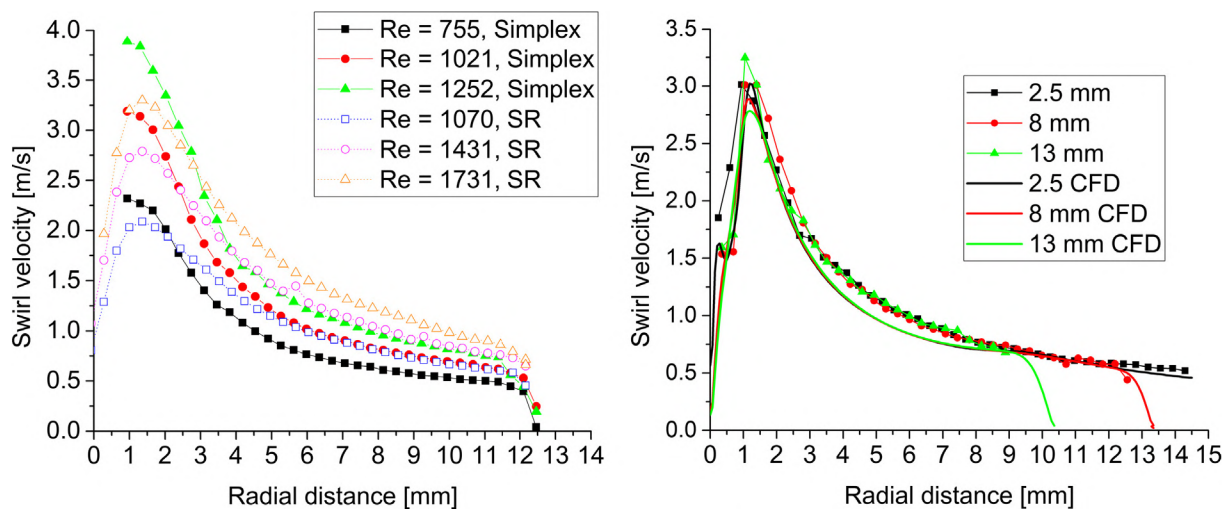 4.0
3.5
3.0
2.5
2.0
1.5
1.0
0.5
0.0
Swirl velocity [m/s]
0 1 2 3 4 5 6 7 8 9 10 11 12 13 14
Radial distance [mm]
Re = 755, Simplex
Re = 1021, Simplex
Re = 1252, Simplex
Re = 1070, SR
Re = 1431, SR
Re = 1731, SR
3.5
3.0
2.5
2.0
1.5
1.0
0.5
0.0
Swirl velocity [m/s]
0 1 2 3 4 5 6 7 8 9 10 11 12 13 14 15
Radial distance [mm]
2.5 mm
8 mm
13 mm
2.5 CFD
8 mm CFD
13 mm CFD